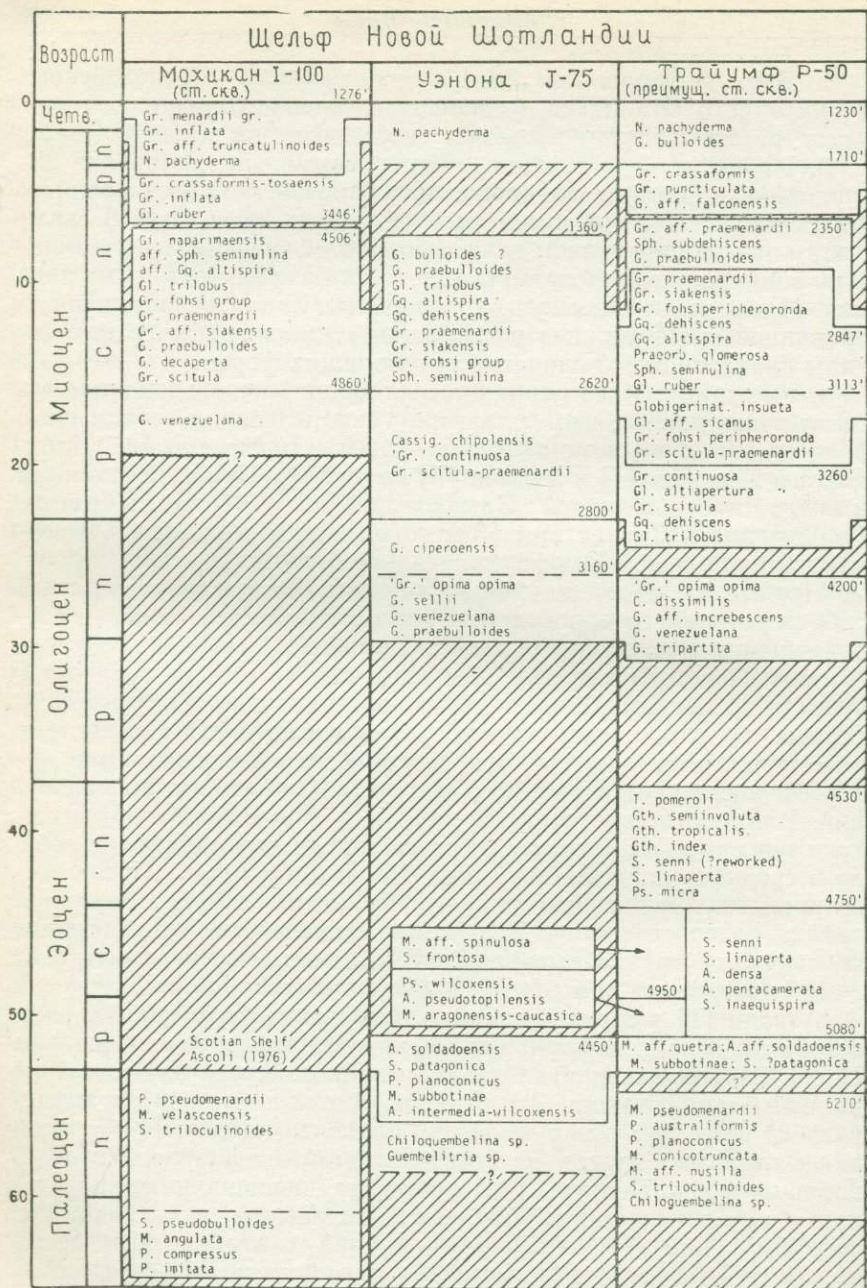 Шельф Новой Шотландии
Возраст
Мохикан I-100
(ст. скв.) 1276'
Уэнона J-75
Трайумф P-50
(преимущ. ст. скв.)
0
10
20
30
40
50
60
Четв.
п
р
Миоцен
п
с
р
Олигоцен
п
р
Эоцен
п
с
р
Палеоцен
п
Gr. menardii gr.
Gr. inflata
Gr. aff. truncatulinoides
N. pachyderma
Gr. crassaformis-tosaensis
Gr. inflata
Gl. ruber 3446'
Gi. naparimaensis 4506'
aff. Sph. seminulina
aff. Gq. altispira
Gl. trilobus
Gr. fohsi group
Gr. praemenardii
Gr. aff. siakensis
G. praebulloides
G. decaperta
Gr. scitula 4860'
G. venezuelana
?
Scotian Shelf
Ascoli (1976)
P. pseudomenardii
M. velascoensis
S. triloculinoides
S. pseudobulloides
M. angulata
P. compressus
P. imitata
N. pachyderma
1360'
G. bulloides ?
G. praebulloides
Gl. trilobus
Gq. altispira
Gq. dehiscens
Gr. praemenardii
Gr. siakensis
Gr. fohsi group
Sph. seminulina 2620'
Cassig. chipolensis
'Gr.' continuosa
Gr. scitula-praemenardii
2800'
G. ciperoensis
3160'
'Gr.' opima opima
G. sellii
G. venezuelana
G. praebulloides
M. aff. spinulosa
S. frontosa
Ps. wilcoxensis
A. pseudotopilensis
M. aragonensis-caucasica
A. soldadoensis 4450'
S. patagonica
P. planoconicus
M. subbotinae
A. intermedia-wilcoxensis
Chiloguembelina sp.
Guembelitria sp.
?
1230'
N. pachyderma
G. bulloides
1710'
Gr. crassaformis
Gr. puncticulata
G. aff. falconensis
Gr. aff. praemenardii 2350'
Sph. subdehiscens
G. praebulloides
Gr. praemenardii
Gr. siakensis
Gr. fohsiperipheroronda
Gq. dehiscens
Gq. altispira 2847'
Praeorb. glomerosa
Sph. seminulina
Gl. ruber 3113'
Globigerinat. insueta
Gl. aff. sicanus
Gr. fohsi peripheroronda
Gr. scitula-praemenardii
Gr. continuosa 3260'
Gl. altiapertura
Gr. scitula
Gq. dehiscens
Gl. trilobus
'Gr.' opima opima 4200'
C. dissimilis
G. aff. increbescens
G. venezuelana
G. tripartita
T. pomeroli 4530'
Gth. semiinvoluta
Gth. tropicalis
Gth. index
S. senni (?reworked)
S. linaperta
Ps. micra 4750'
S. senni
S. linaperta
A. densa
4950' A. pentacamerata
S. inaequispira
5080'
M. aff. quetra; A.aff.soldadoensis
M. subbotinae; S. ?patagonica
?
5210'
M. pseudomenardii
P. australiformis
P. planoconicus
M. conicotruncata
M. aff. pusilla
S. triloculinoides
Chiloguembelina sp.